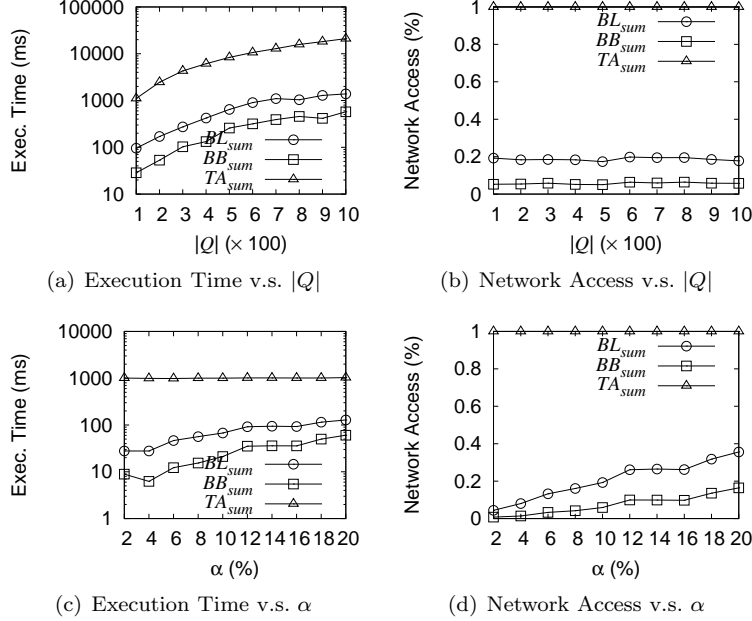 100000
10000
1000
100
10
Exec. Time (ms)
BL_sum
BB_sum
TA_sum
1 2 3 4 5 6 7 8 9 10
|Q| (× 100)
(a) Execution Time v.s. |Q|
1
0.8
0.6
0.4
0.2
0
Network Access (%)
BL_sum
BB_sum
TA_sum
1 2 3 4 5 6 7 8 9 10
|Q| (× 100)
(b) Network Access v.s. |Q|
100000
10000
1000
100
10
1
Exec. Time (ms)
BL_sum
BB_sum
TA_sum
2 4 6 8 10 12 14 16 18 20
α (%)
(c) Execution Time v.s. α
1
0.8
0.6
0.4
0.2
0
Network Access (%)
BL_sum
BB_sum
TA_sum
2 4 6 8 10 12 14 16 18 20
α (%)
(d) Network Access v.s. α